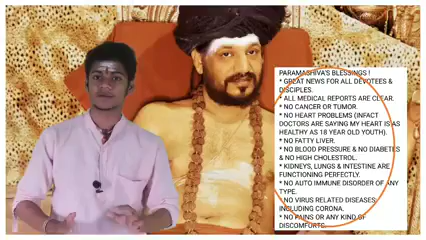 PARAMASHIVA'S BLESSINGS !
* GREAT NEWS FOR ALL DEVOTEES &
DISCIPLES.
* ALL MEDICAL REPORTS ARE CLEAR.
* NO CANCER OR TUMOR.
* NO HEART PROBLEMS (INFACT
DOCTORS ARE SAYING MY HEART IS AS
HEALTHY AS 18 YEAR OLD YOUTH).
* NO FATTY LIVER.
* NO BLOOD PRESSURE & NO DIABETES
& NO HIGH CHOLESTROL.
* KIDNEYS, LUNGS & INTESTINE ARE
FUNCTIONING PERFECTLY.
* NO AUTO IMMUNE DISORDER OF ANY
TYPE.
* NO VIRUS RELATED DISEASES
INCLUDING CORONA.
* NO PAINS OR ANY KIND OF
DISCOMFORTS.